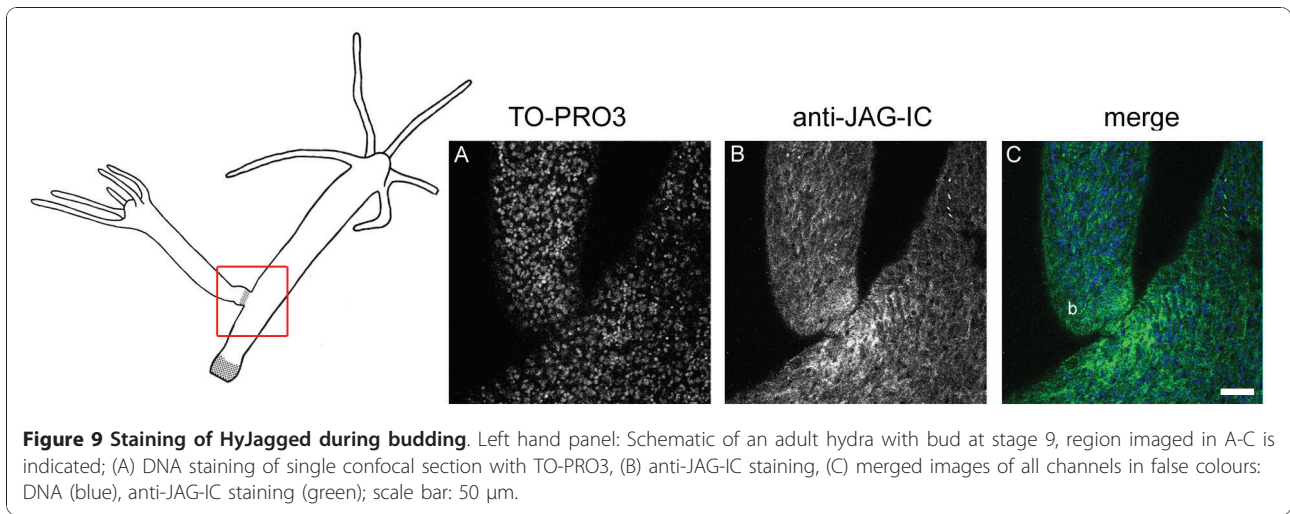 TO-PRO3
anti-JAG-IC
merge
A
B
C
b
Figure 9 Staining of HyJagged during budding. Left hand panel: Schematic of an adult hydra with bud at stage 9, region imaged in A-C is
indicated; (A) DNA staining of single confocal section with TO-PRO3, (B) anti-JAG-IC staining, (C) merged images of all channels in false colours:
DNA (blue), anti-JAG-IC staining (green); scale bar: 50 μm.